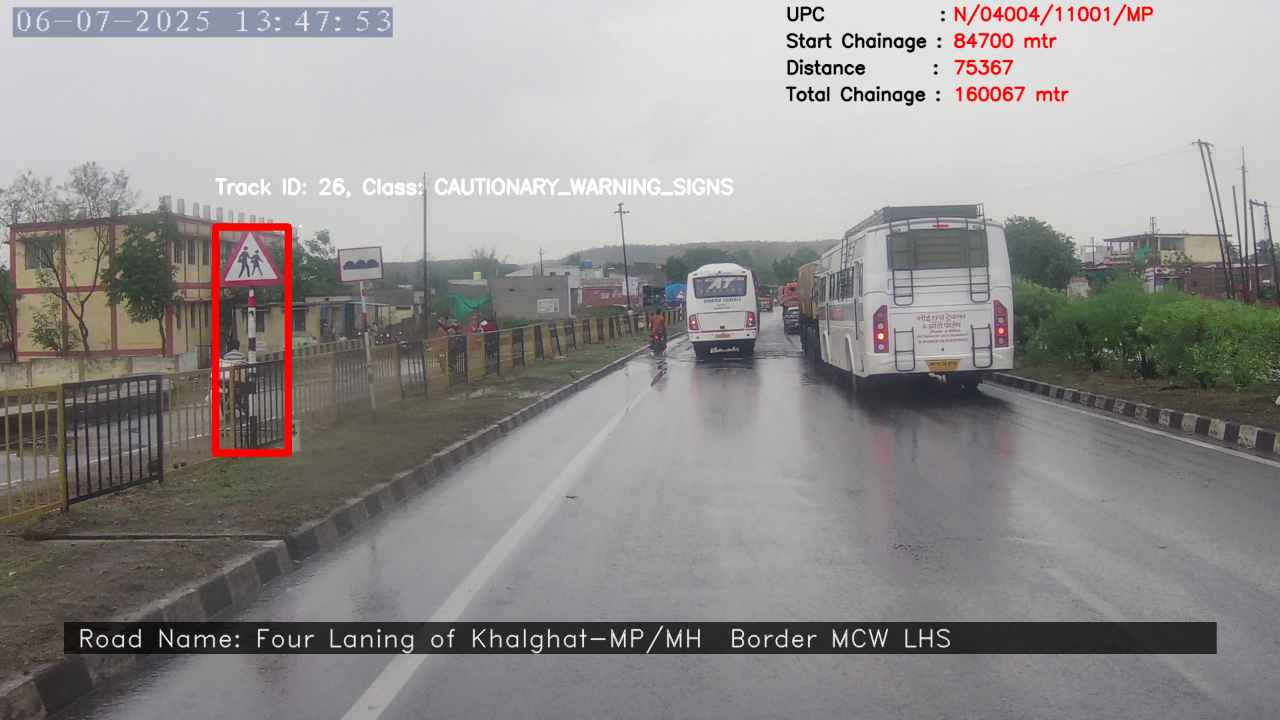 06-07-2025 13:47:53
UPC : N/04004/11001/MP
Start Chainage : 84700 mtr
Distance : 75367
Total Chainage : 160067 mtr
Track ID: 26, Class: CAUTIONARY_WARNING_SIGNS
Road Name: Four Laning of Khalghat-MP/MH Border MCW LHS